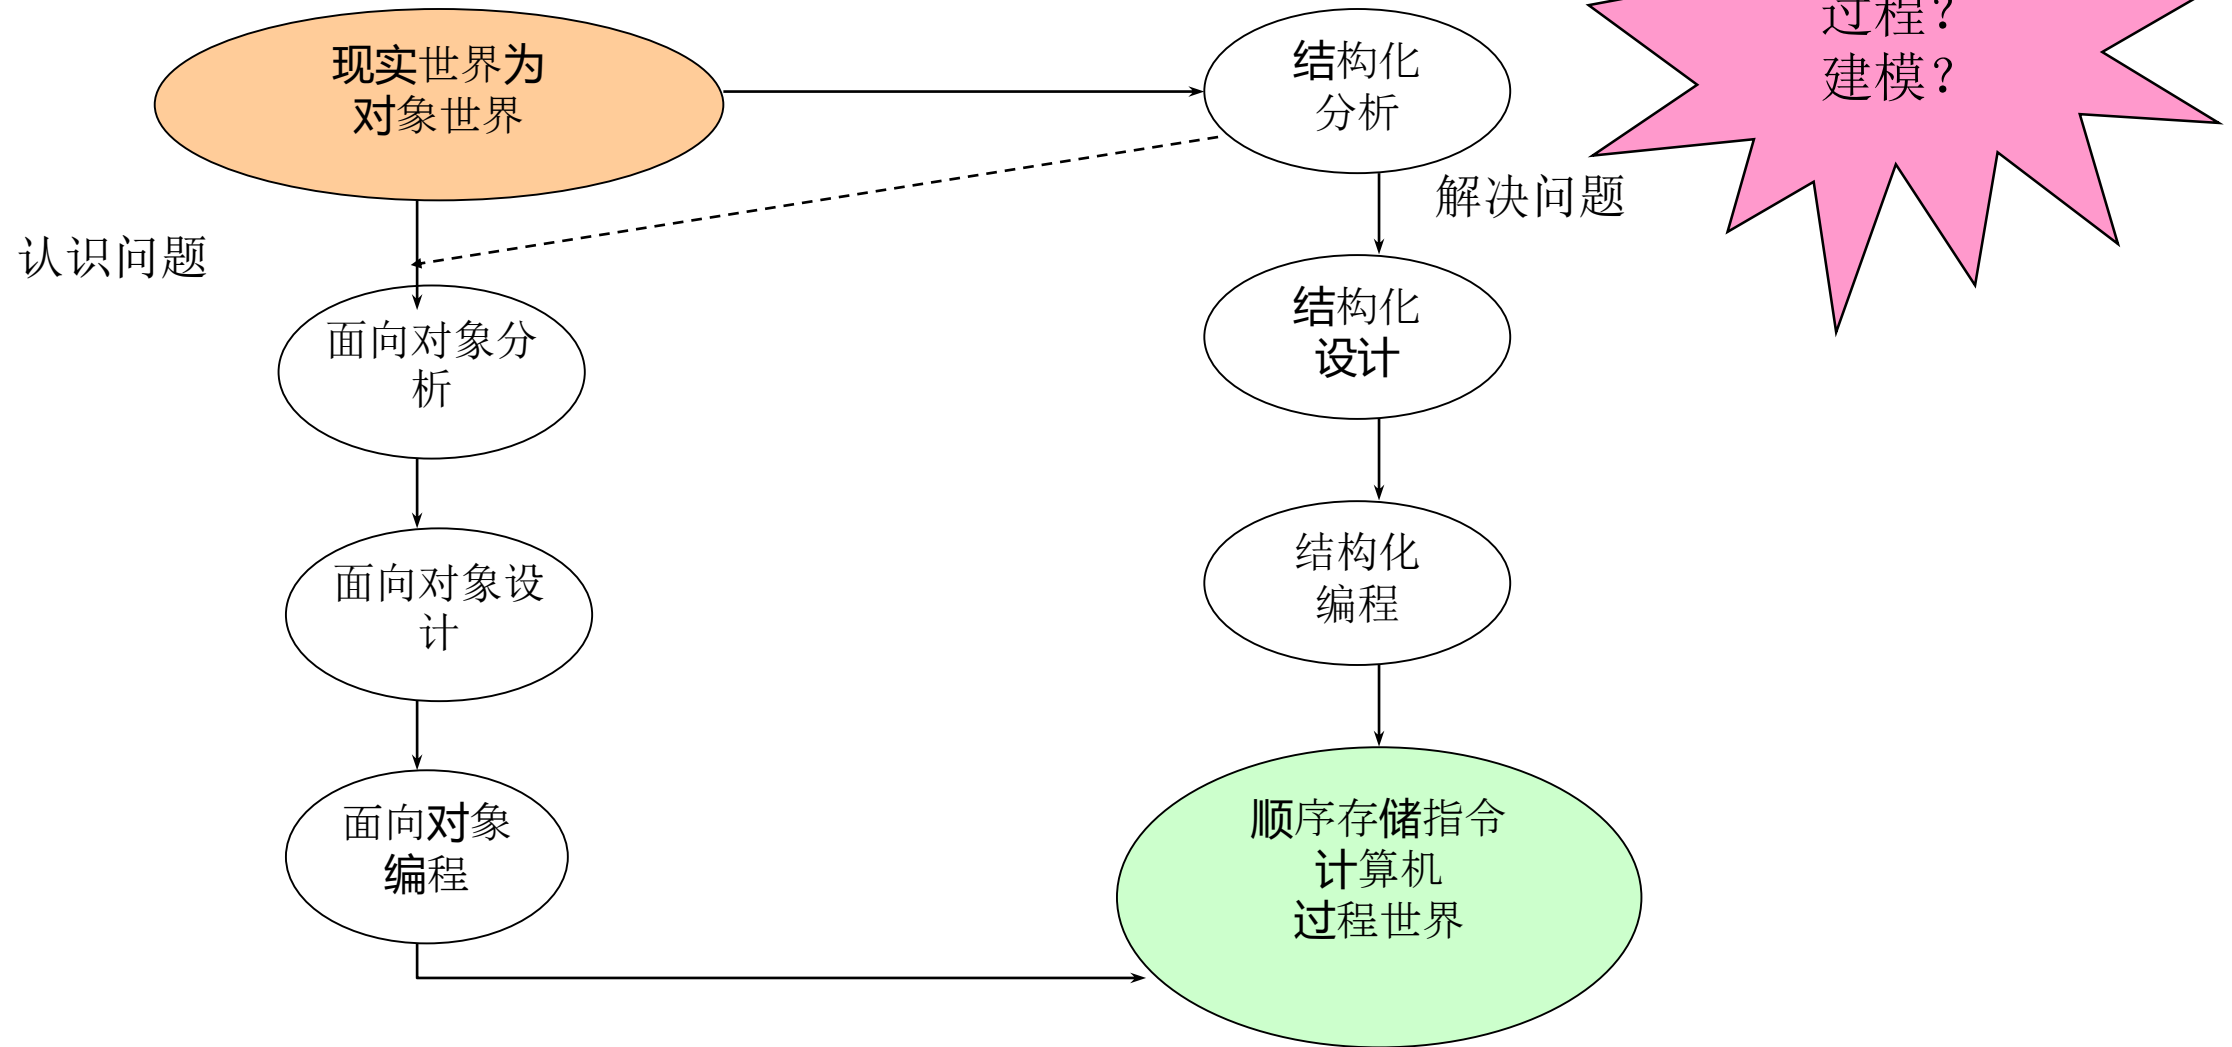 过程？
建模？
现实世界为
对象世界
结构化
分析
解决问题
认识问题
面向对象分
析
结构化
设计
面向对象设
计
结构化
编程
面向对象
编程
顺序存储指令
计算机
过程世界